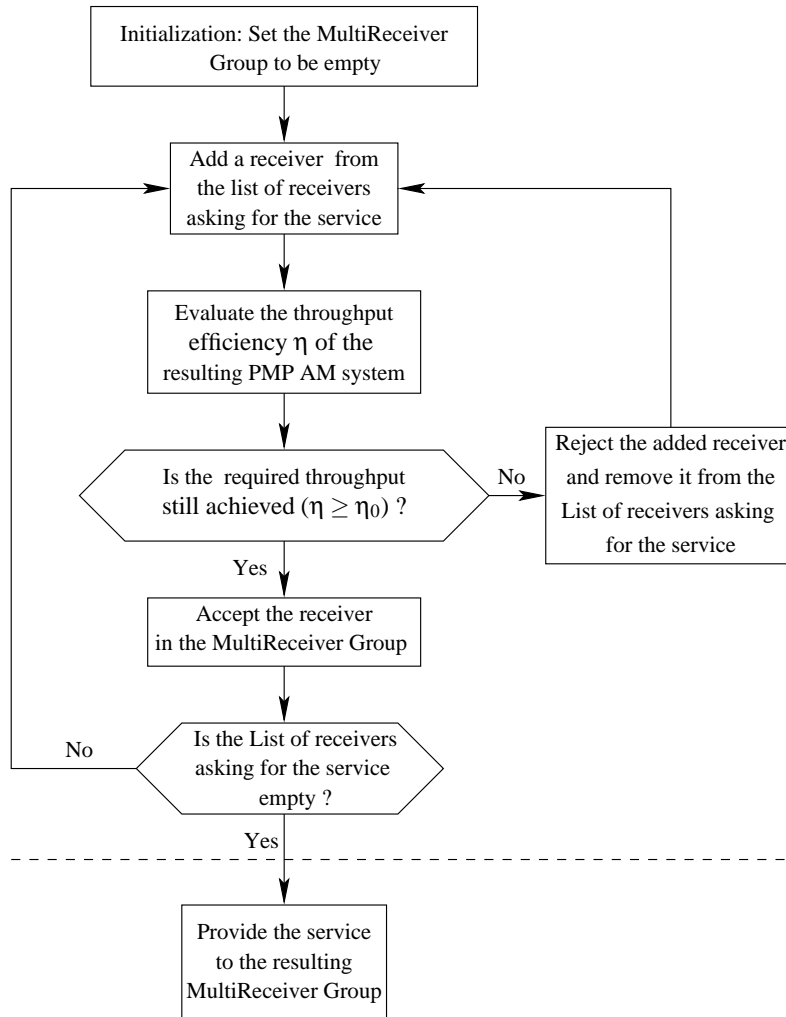 Initialization: Set the MultiReceiver
Group to be empty
Add a receiver from
the list of receivers
asking for the service
Evaluate the throughput
efficiency η of the
resulting PMP AM system
Is the required throughput
still achieved (η ≥ η0) ?
No
Reject the added receiver
and remove it from the
List of receivers asking
for the service
Yes
Accept the receiver
in the MultiReceiver Group
No
Is the List of receivers
asking for the service
empty ?
Yes
Provide the service
to the resulting
MultiReceiver Group